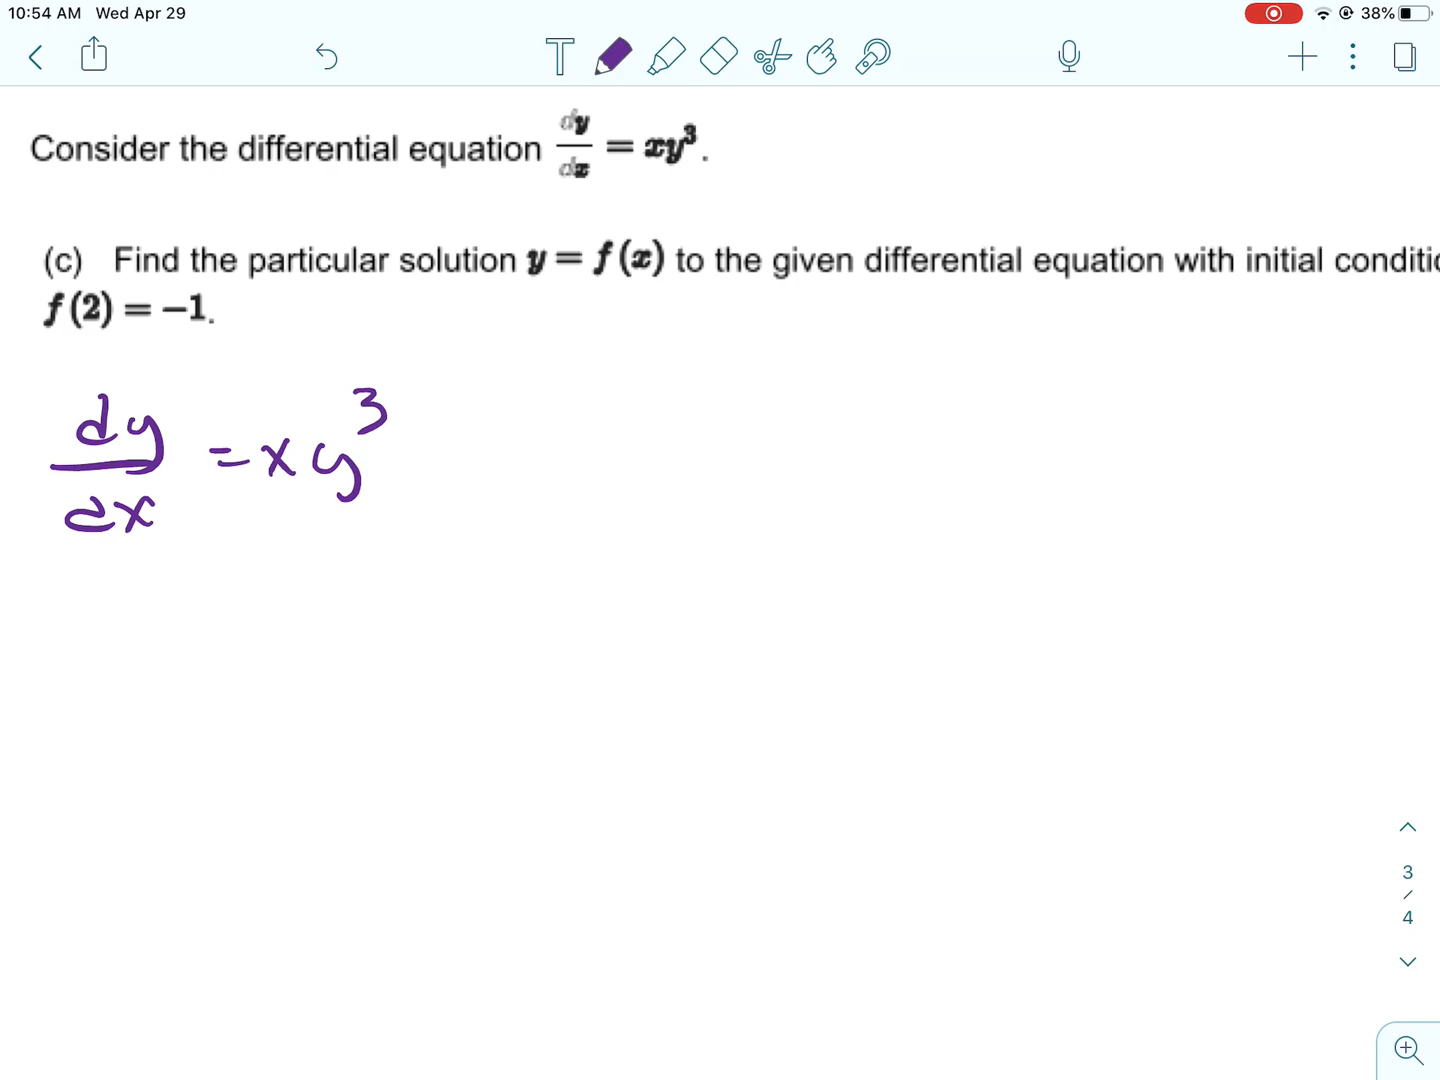 10:54 AM Wed Apr 29 38%
T
Consider the differential equation dy/dx = xy³.
(c) Find the particular solution y = f(x) to the given differential equation with initial conditic
f(2) = −1.
dy/dx = xy³
3
/
4